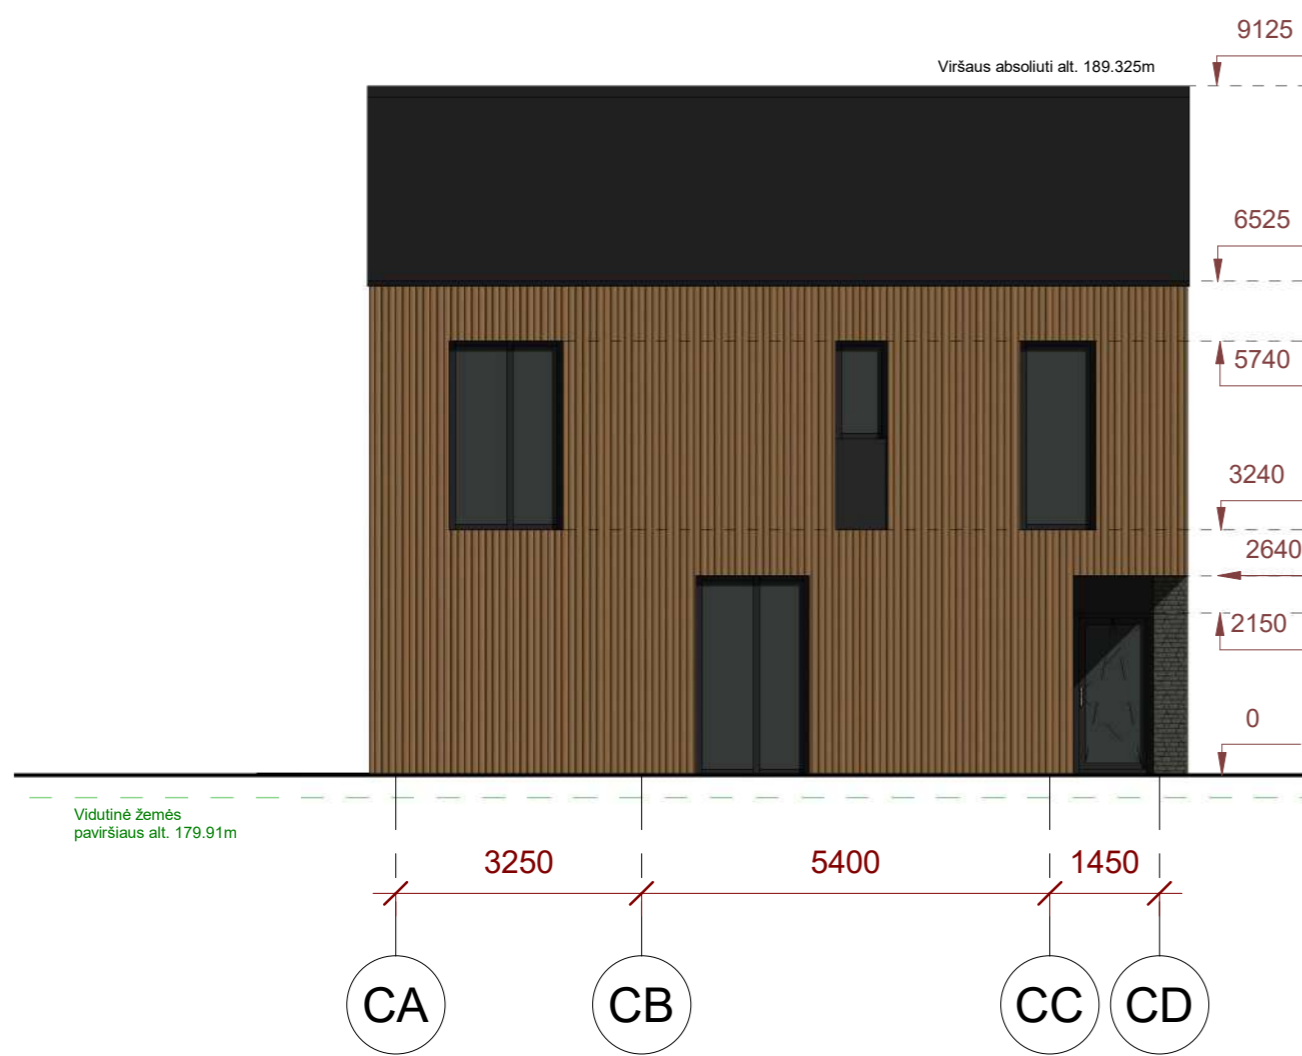 9125
Viršaus absoliuti alt. 189.325m
6525
5740
3240
2640
2150
0
Vidutinė žemės
paviršiaus alt. 179.91m
3250 5400 1450
CA CB CC CD